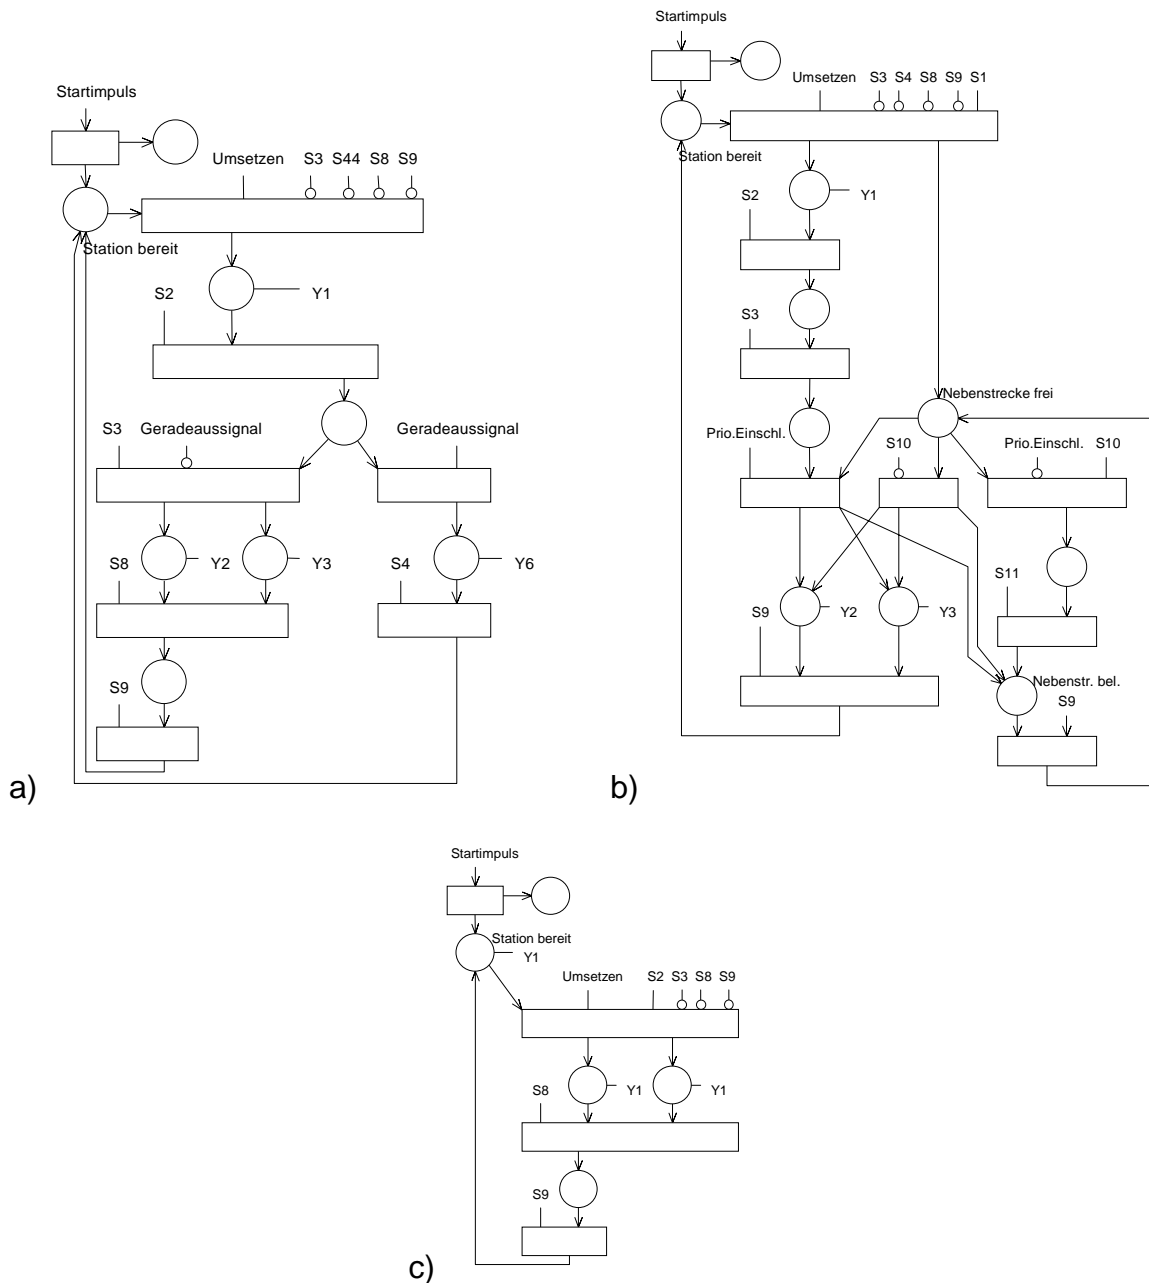 Startimpuls
Umsetzen S3 S44 S8 S9
Station bereit
S2 Y1
S3 Geradeaussignal Geradeaussignal
S8 Y2 Y3 S4 Y6
S9
a)
Startimpuls
Umsetzen S3 S4 S8 S9 S1
Station bereit
S2 Y1
S3
Nebenstrecke frei
Prio.Einschl. S10 Prio.Einschl. S10
S11
S9 Y2 Y3
Nebenstr. bel.
S9
b)
Startimpuls
Station bereit
Y1
Umsetzen S2 S3 S8 S9
S8 Y1 Y1
S9
c)